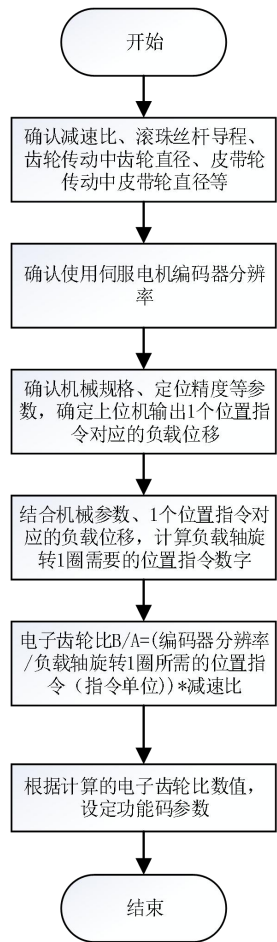 开始
确认减速比、滚珠丝杆导程、
齿轮传动中齿轮直径、皮带轮
传动中皮带轮直径等
确认使用伺服电机编码器分辨
率
确认机械规格、定位精度等参
数，确定上位机输出1个位置指
令对应的负载位移
结合机械参数、1个位置指令对
应的负载位移，计算负载轴旋
转1圈需要的位置指令数字
电子齿轮比B/A=(编码器分辨率
/负载轴旋转1圈所需的位置指
令（指令单位))*减速比
根据计算的电子齿轮比数值，
设定功能码参数
结束